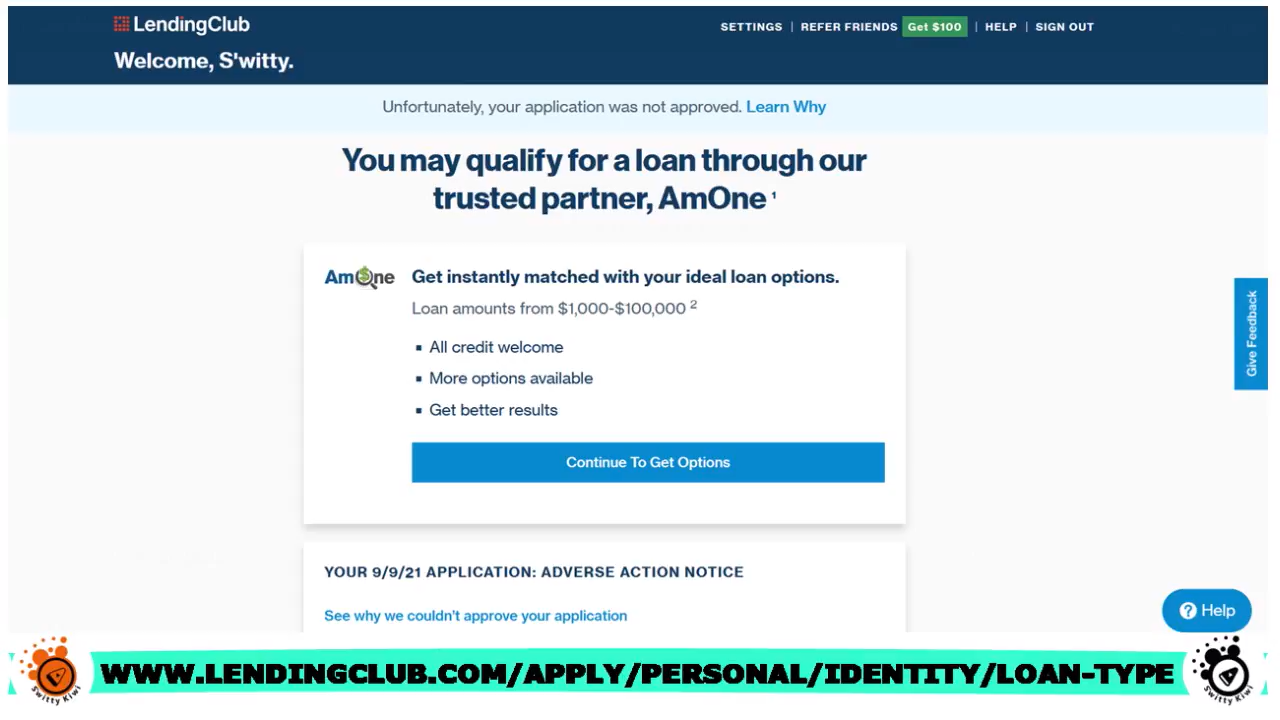 LendingClub
SETTINGS | REFER FRIENDS Get $100 | HELP | SIGN OUT
Welcome, S'witty.
Unfortunately, your application was not approved. Learn Why
You may qualify for a loan through our
trusted partner, AmOne ¹
AmOne
Get instantly matched with your ideal loan options.
Loan amounts from $1,000-$100,000 ²
▪ All credit welcome
▪ More options available
▪ Get better results
Continue To Get Options
Give Feedback
YOUR 9/9/21 APPLICATION: ADVERSE ACTION NOTICE
See why we couldn't approve your application
? Help
WWW.LENDINGCLUB.COM/APPLY/PERSONAL/IDENTITY/LOAN-TYPE
Switty Kiwi
Switty Kiwi